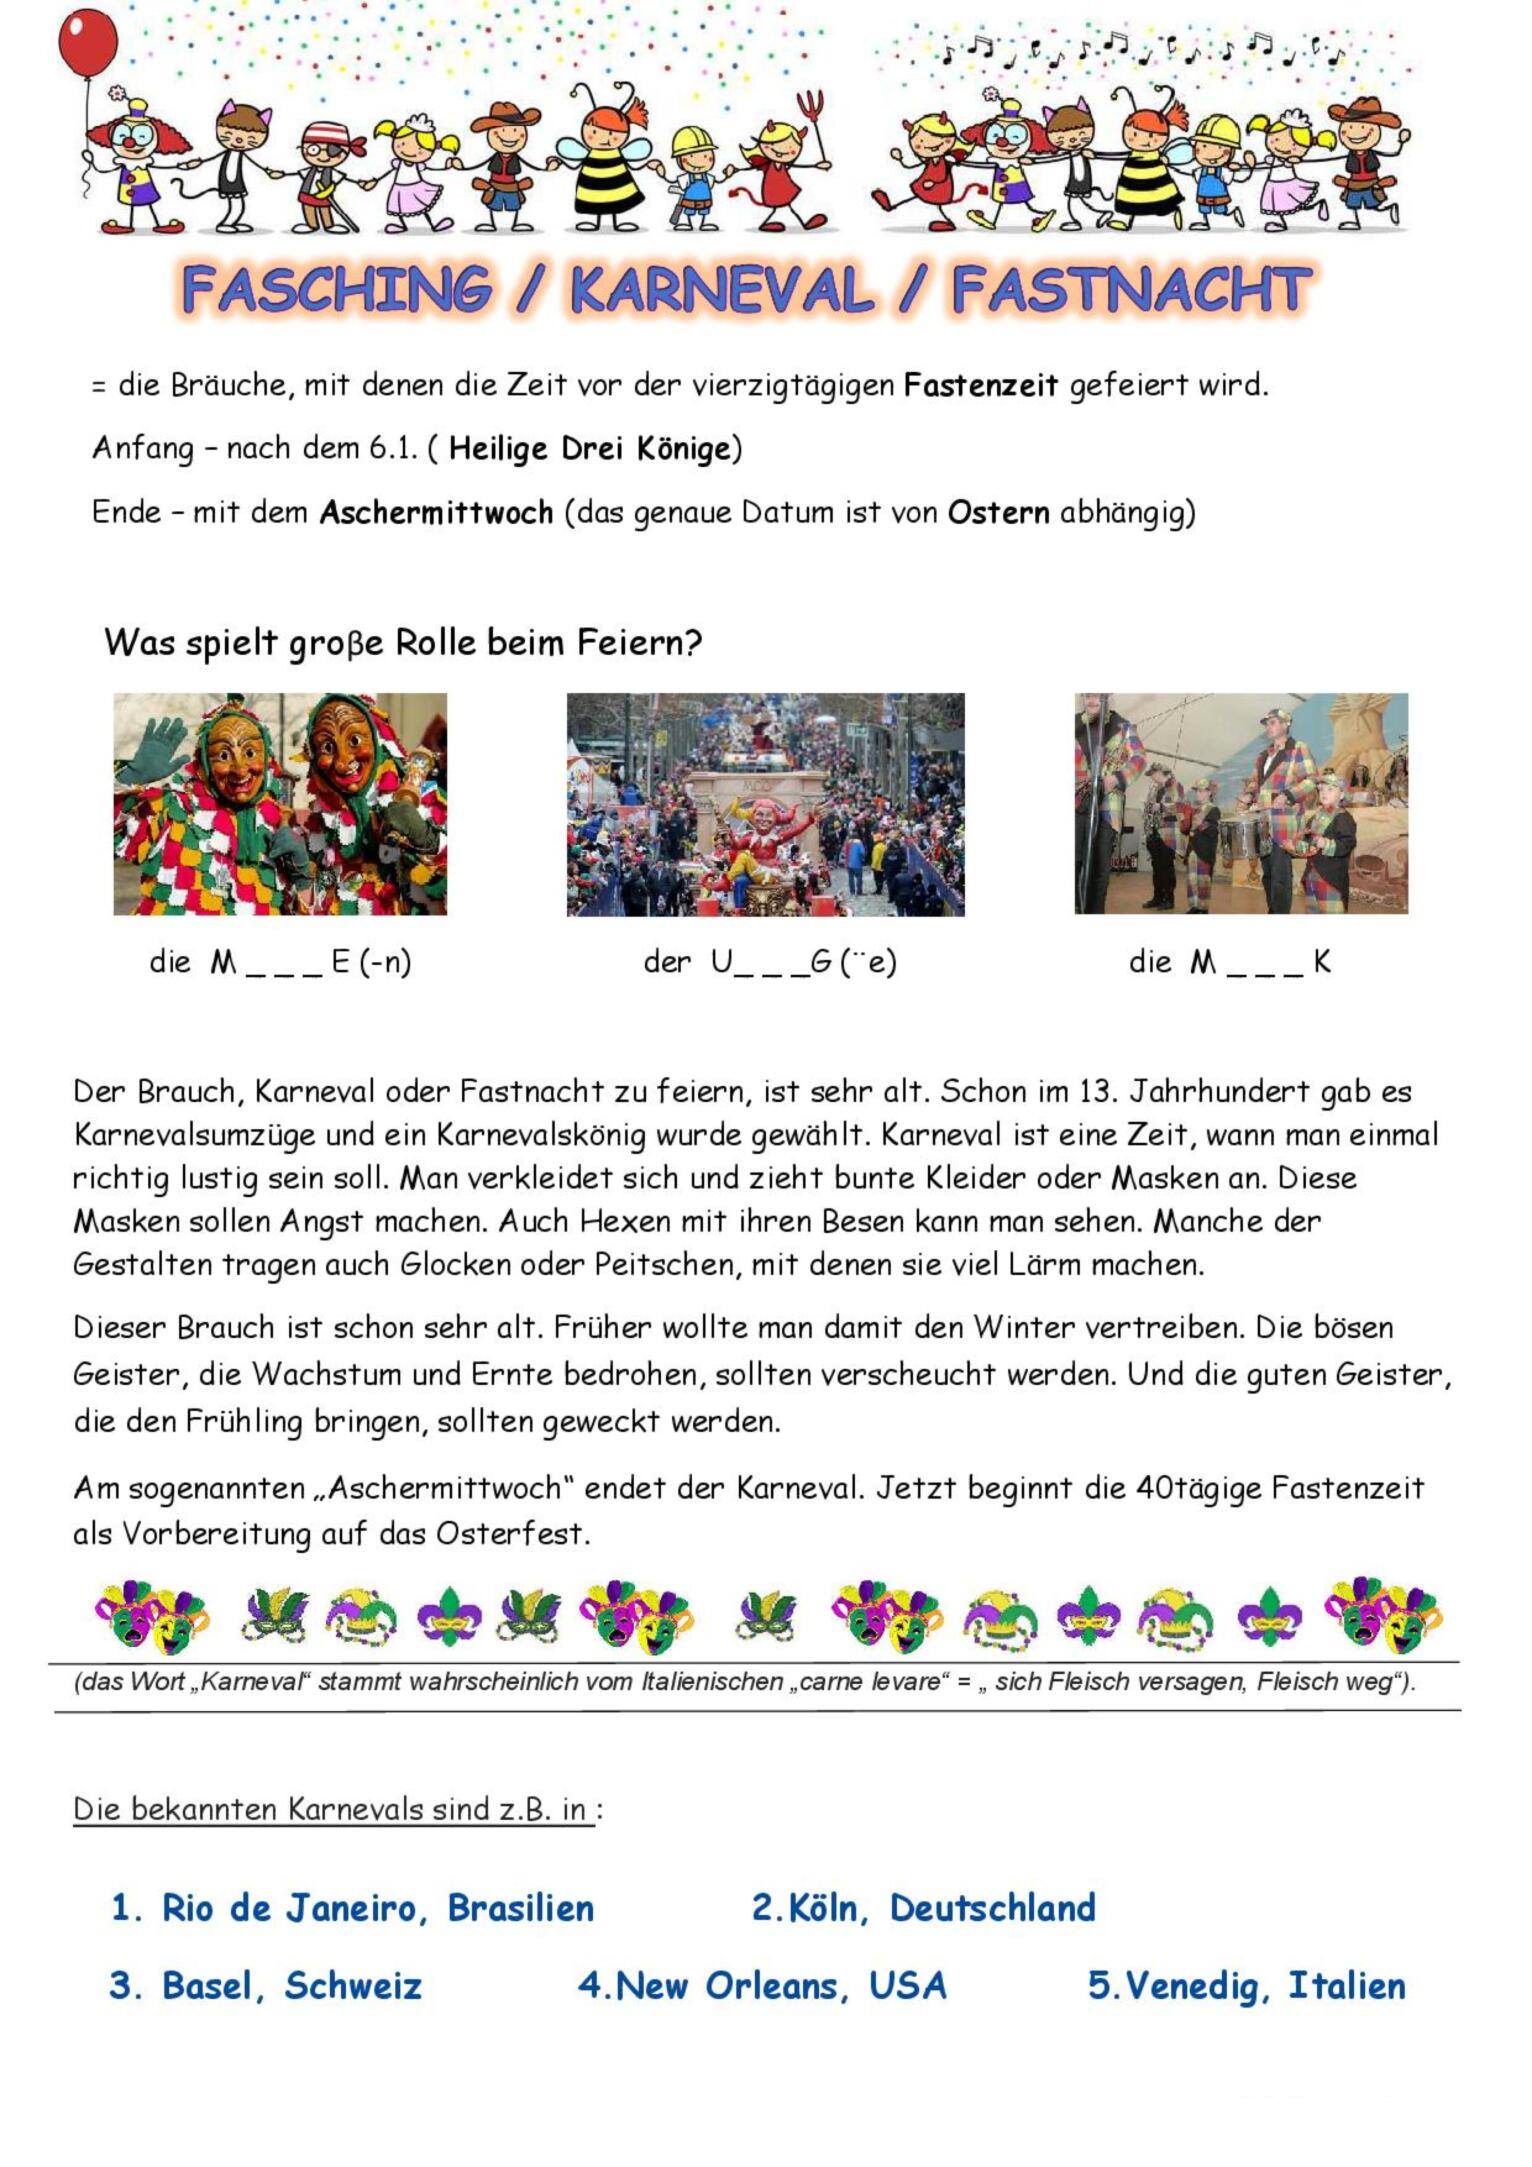 FASCHING / KARNEVAL / FASTNACHT
= die Bräuche, mit denen die Zeit vor der vierzigtägigen Fastenzeit gefeiert wird.
Anfang – nach dem 6.1. ( Heilige Drei Könige)
Ende – mit dem Aschermittwoch (das genaue Datum ist von Ostern abhängig)
Was spielt große Rolle beim Feiern?
die M _ _ _ E (-n)
der U_ _ _G (¨e)
die M _ _ _ K
Der Brauch, Karneval oder Fastnacht zu feiern, ist sehr alt. Schon im 13. Jahrhundert gab es
Karnevalsumzüge und ein Karnevalskönig wurde gewählt. Karneval ist eine Zeit, wann man einmal
richtig lustig sein soll. Man verkleidet sich und zieht bunte Kleider oder Masken an. Diese
Masken sollen Angst machen. Auch Hexen mit ihren Besen kann man sehen. Manche der
Gestalten tragen auch Glocken oder Peitschen, mit denen sie viel Lärm machen.
Dieser Brauch ist schon sehr alt. Früher wollte man damit den Winter vertreiben. Die bösen
Geister, die Wachstum und Ernte bedrohen, sollten verscheucht werden. Und die guten Geister,
die den Frühling bringen, sollten geweckt werden.
Am sogenannten „Aschermittwoch" endet der Karneval. Jetzt beginnt die 40tägige Fastenzeit
als Vorbereitung auf das Osterfest.
(das Wort „Karneval" stammt wahrscheinlich vom Italienischen „carne levare" = „ sich Fleisch versagen, Fleisch weg").
Die bekannten Karnevals sind z.B. in :
1. Rio de Janeiro, Brasilien 2.Köln, Deutschland
3. Basel, Schweiz 4.New Orleans, USA 5.Venedig, Italien